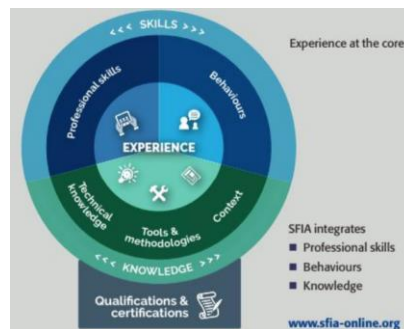 <<< SKILLS >>>
Experience at the core
Professional skills
Behaviours
EXPERIENCE
Technical
knowledge
Tools &
methodologies
Context
<<< KNOWLEDGE >>>
Qualifications &
certifications
SFIA integrates
■ Professional skills
■ Behaviours
■ Knowledge
www.sfia-online.org